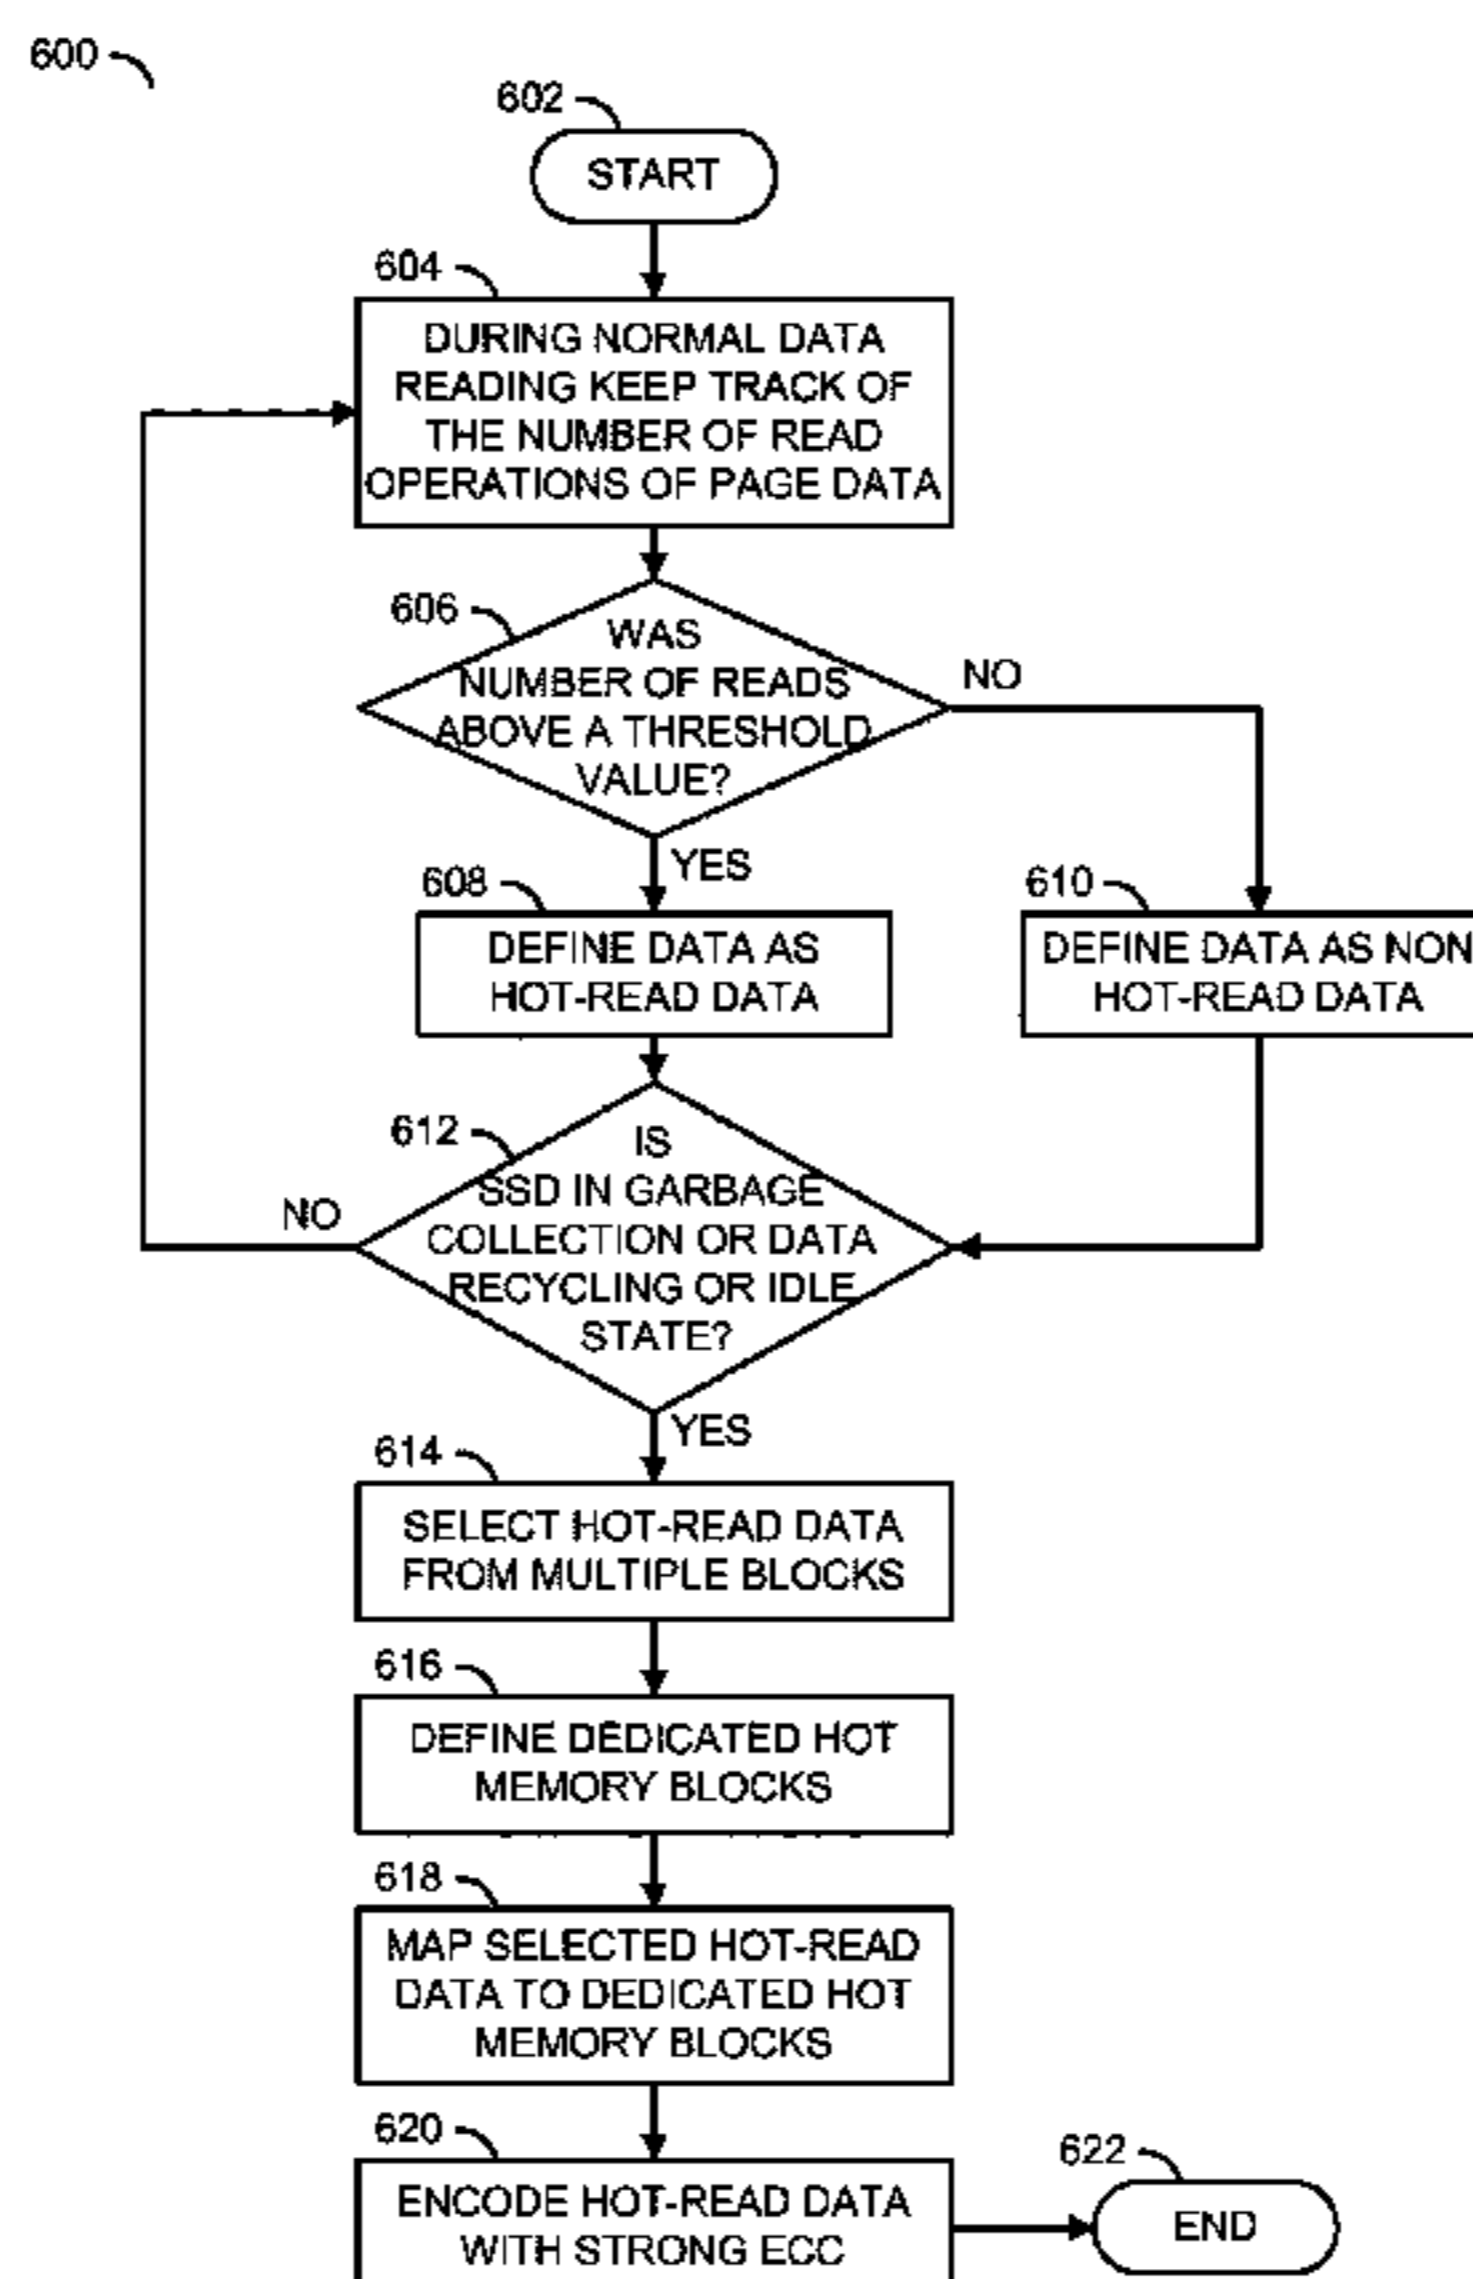 600
602
START
604
DURING NORMAL DATA
READING KEEP TRACK OF
THE NUMBER OF READ
OPERATIONS OF PAGE DATA
606
WAS
NUMBER OF READS
ABOVE A THRESHOLD
VALUE?
NO
YES
608
DEFINE DATA AS
HOT-READ DATA
610
DEFINE DATA AS NON
HOT-READ DATA
612
IS
SSD IN GARBAGE
COLLECTION OR DATA
RECYCLING OR IDLE
STATE?
NO
YES
614
SELECT HOT-READ DATA
FROM MULTIPLE BLOCKS
616
DEFINE DEDICATED HOT
MEMORY BLOCKS
618
MAP SELECTED HOT-READ
DATA TO DEDICATED HOT
MEMORY BLOCKS
620
ENCODE HOT-READ DATA
WITH STRONG ECC
622
END